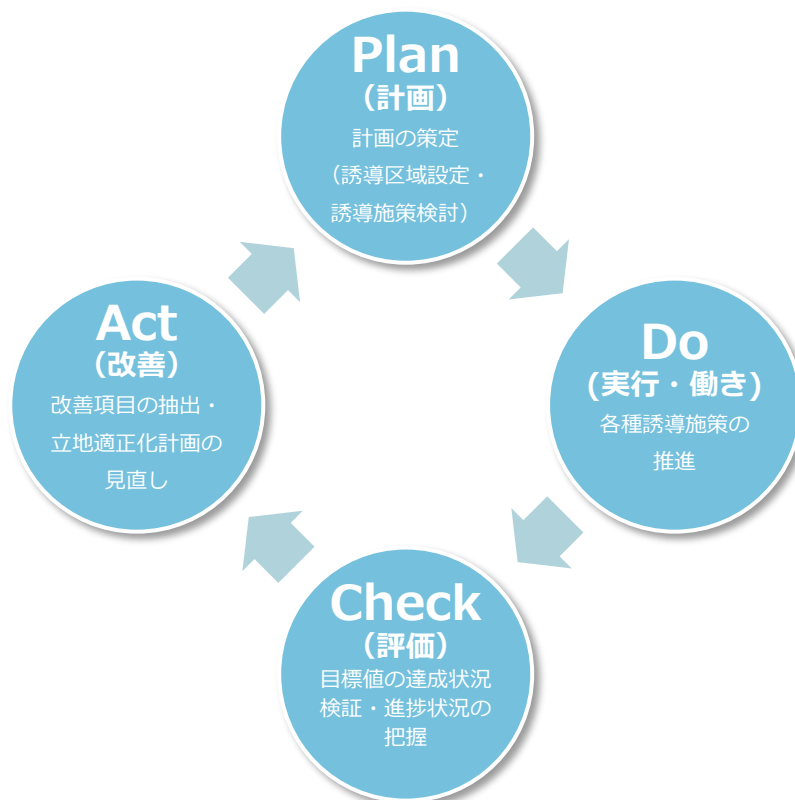 Plan
（計画）
計画の策定
（誘導区域設定・
誘導施策検討）
Act
（改善）
改善項目の抽出・
立地適正化計画の
見直し
Do
(実行・働き)
各種誘導施策の
推進
Check
（評価）
目標値の達成状況
検証・進捗状況の
把握